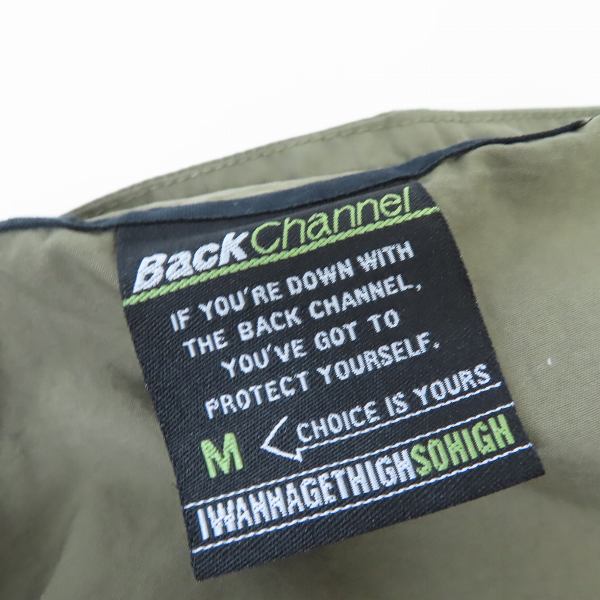 BackChannel
IF YOU'RE DOWN WITH
THE BACK CHANNEL,
YOU'VE GOT TO
PROTECT YOURSELF.
M CHOICE IS YOURS
IWANNAGETHIGHSOHIGH